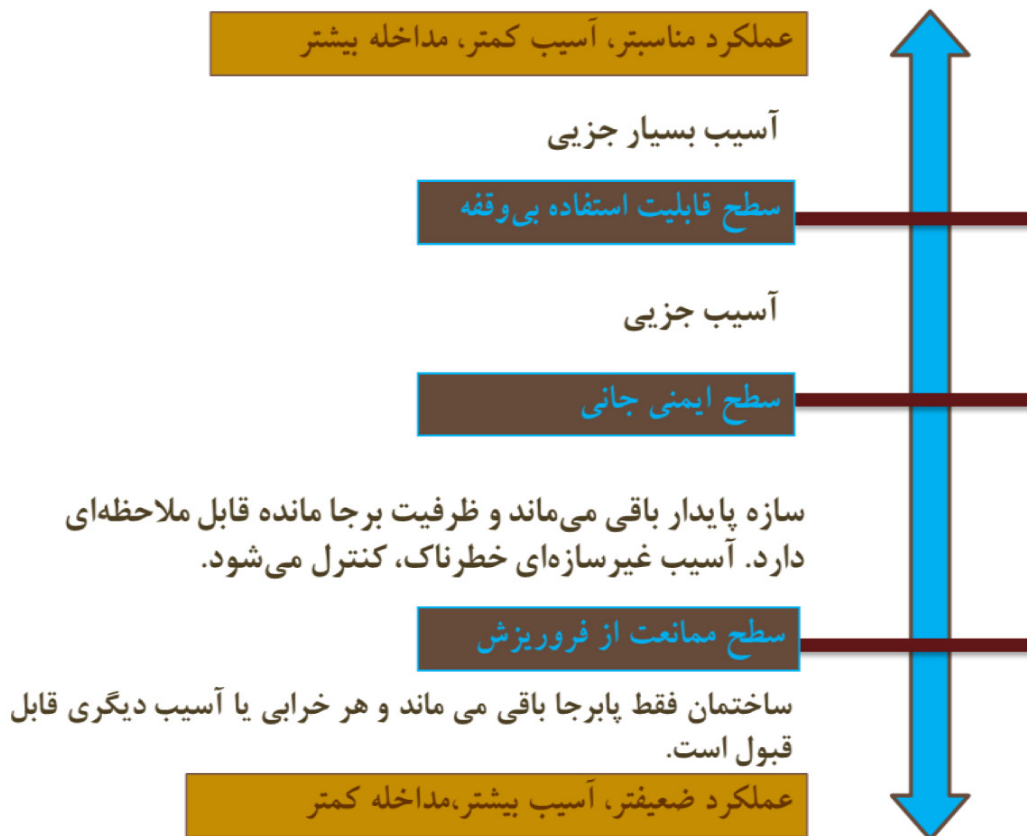 عملکرد مناسبتر، آسیب کمتر، مداخله بیشتر
آسیب بسیار جزیی
سطح قابلیت استفاده بی‌وقفه
آسیب جزیی
سطح ایمنی جانی
سازه پایدار باقی می‌ماند و ظرفیت برجا مانده قابل ملاحظه‌ای
دارد. آسیب غیرسازه‌ای خطرناک، کنترل می‌شود.
سطح ممانعت از فروریزش
ساختمان فقط پابرجا باقی می ماند و هر خرابی یا آسیب دیگری قابل
قبول است.
عملکرد ضعیفتر، آسیب بیشتر،مداخله کمتر